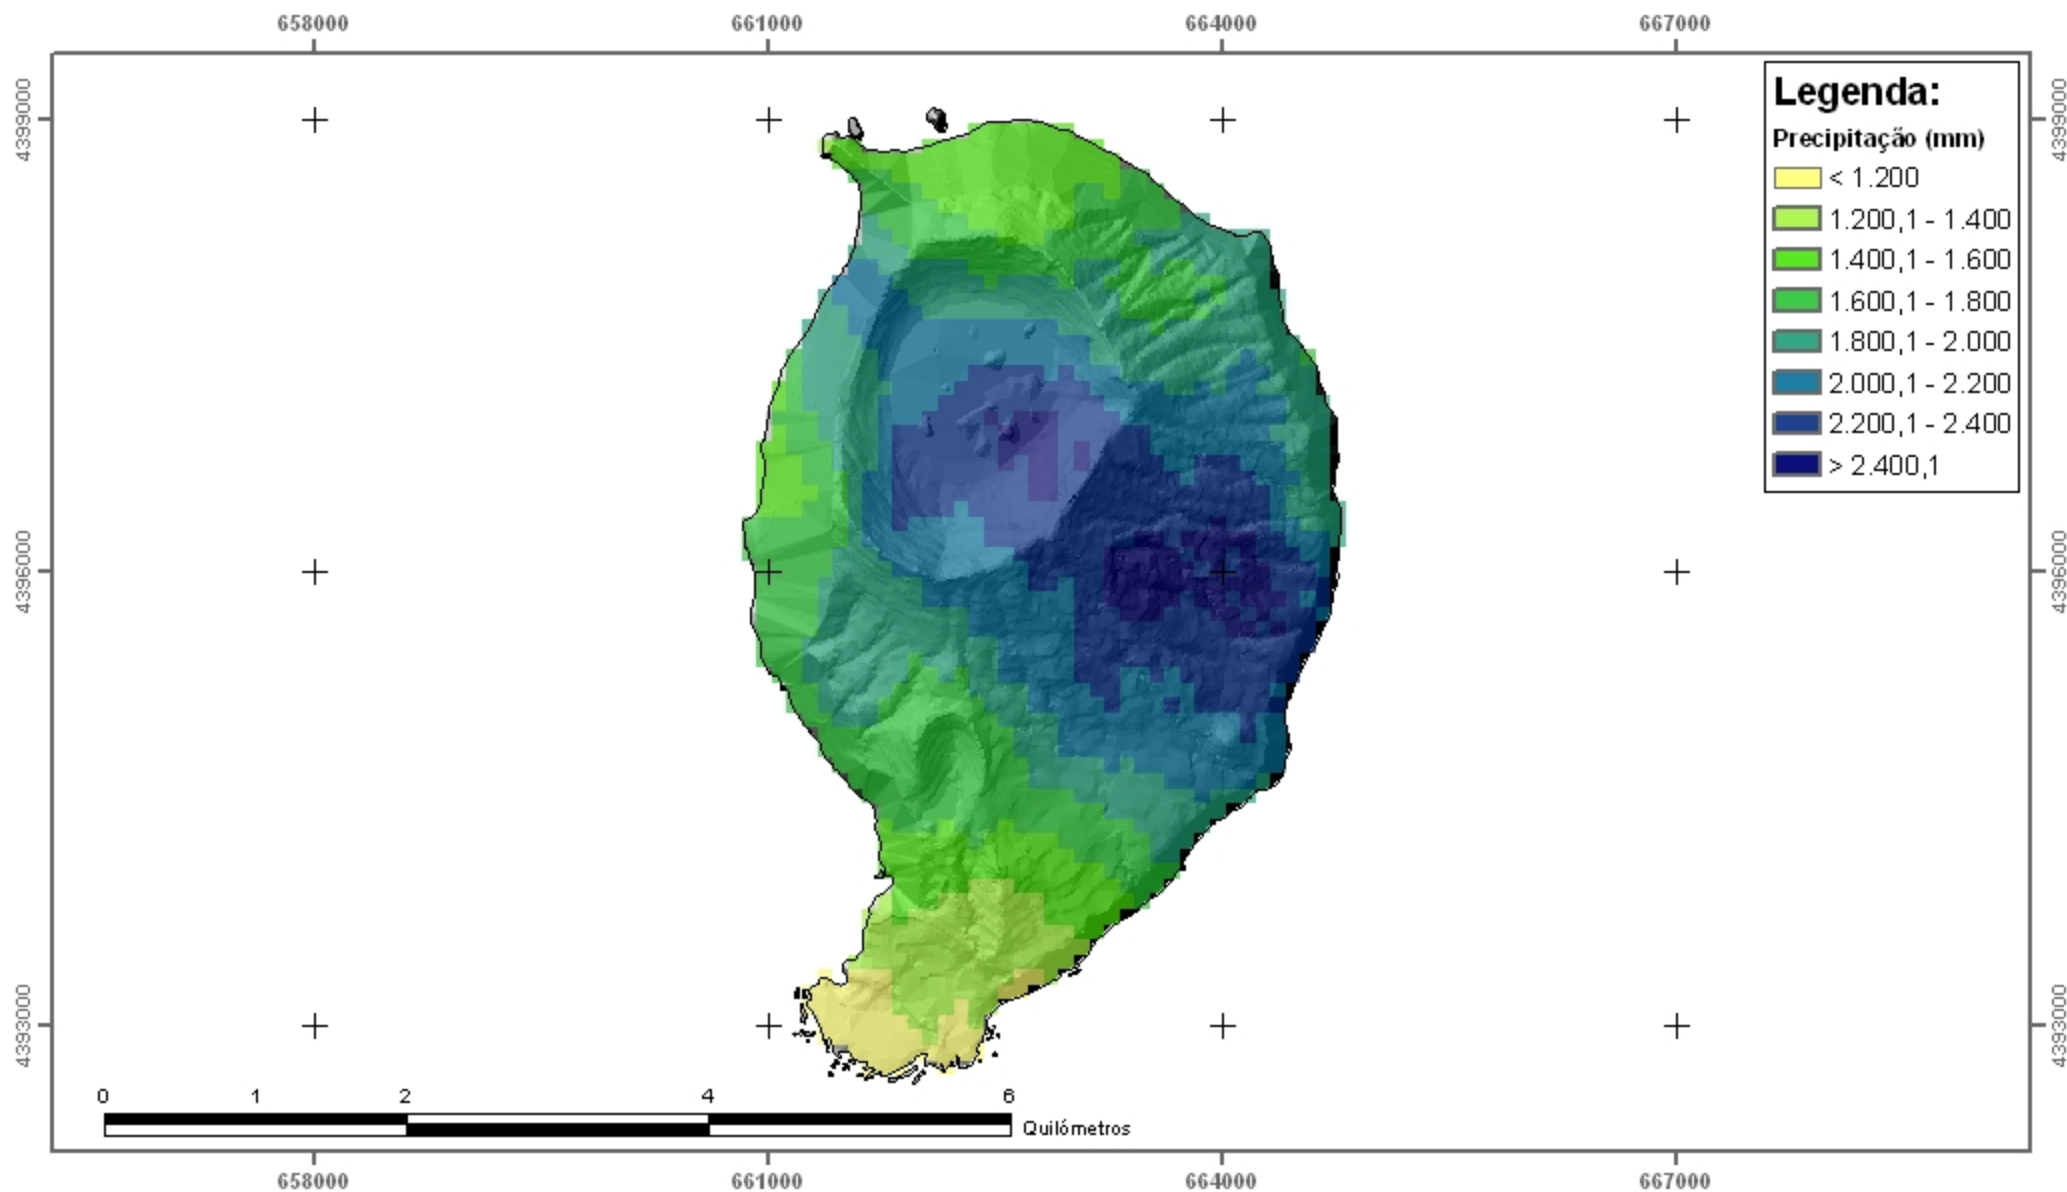 658000 661000 664000 667000
4399000 4399000
Legenda:
Precipitação (mm)
< 1.200
1.200,1 - 1.400
1.400,1 - 1.600
1.600,1 - 1.800
1.800,1 - 2.000
2.000,1 - 2.200
2.200,1 - 2.400
> 2.400,1
4396000 4396000
4393000 4393000
0 1 2 4 6
Quilómetros
658000 661000 664000 667000